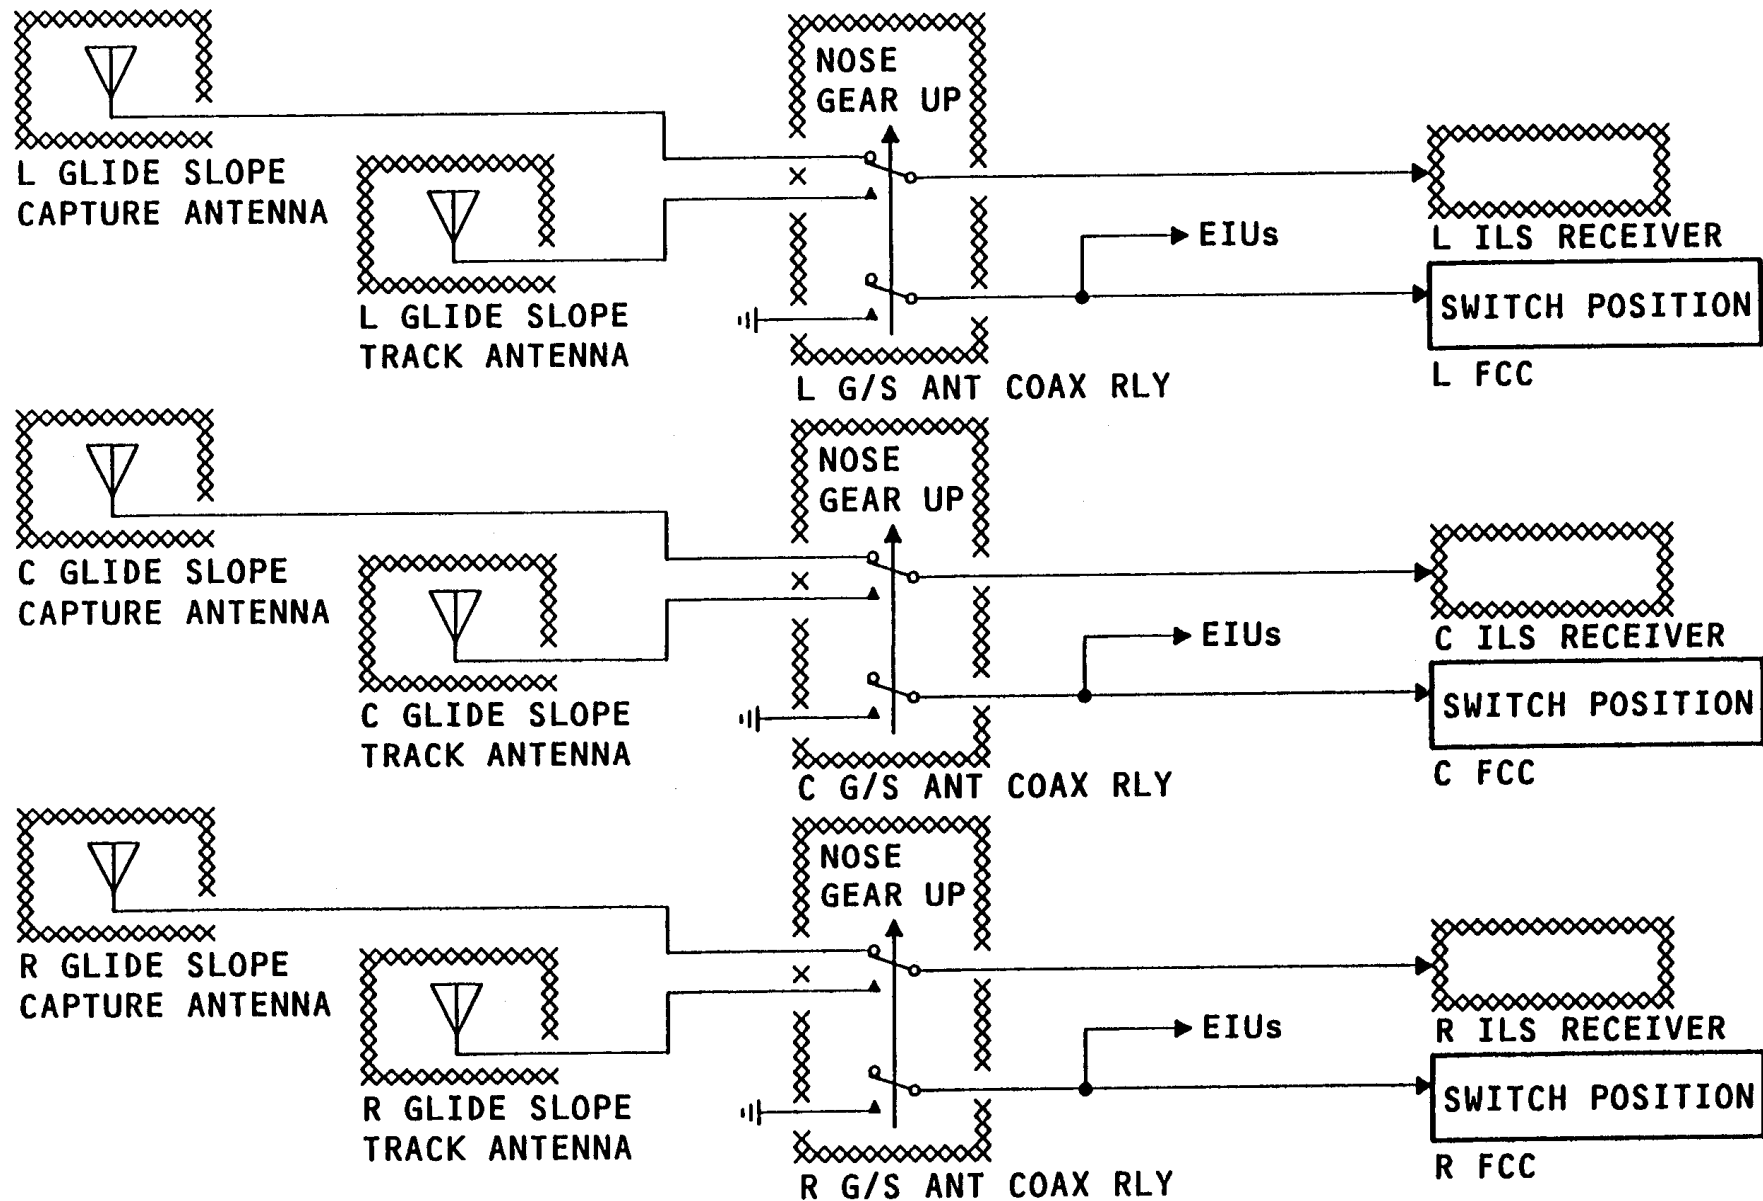 NOSE
GEAR UP
L GLIDE SLOPE
CAPTURE ANTENNA
L GLIDE SLOPE
TRACK ANTENNA
L G/S ANT COAX RLY
EIUs
L ILS RECEIVER
SWITCH POSITION
L FCC
NOSE
GEAR UP
C GLIDE SLOPE
CAPTURE ANTENNA
C GLIDE SLOPE
TRACK ANTENNA
C G/S ANT COAX RLY
EIUs
C ILS RECEIVER
SWITCH POSITION
C FCC
NOSE
GEAR UP
R GLIDE SLOPE
CAPTURE ANTENNA
R GLIDE SLOPE
TRACK ANTENNA
R G/S ANT COAX RLY
EIUs
R ILS RECEIVER
SWITCH POSITION
R FCC